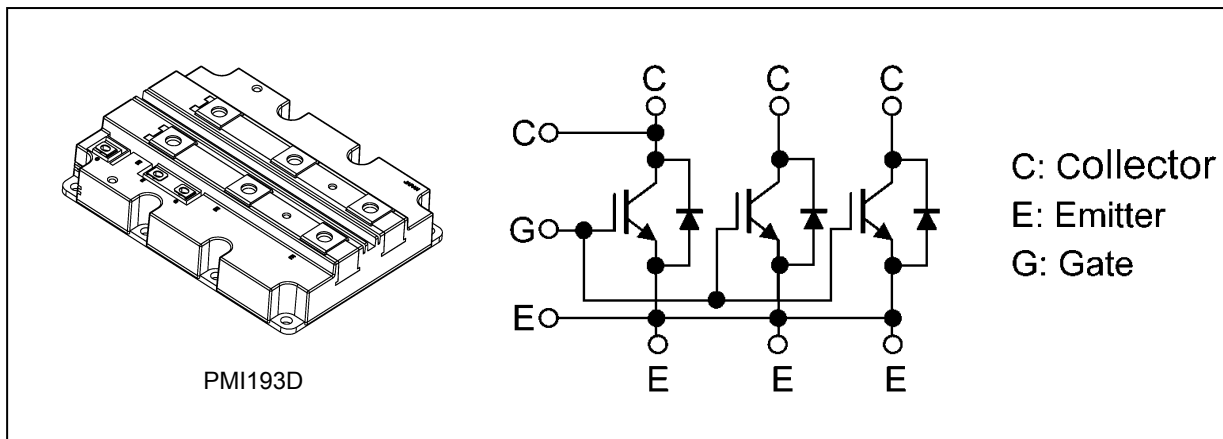 C C C
C
G
E
E E E
C: Collector
E: Emitter
G: Gate
PMI193D